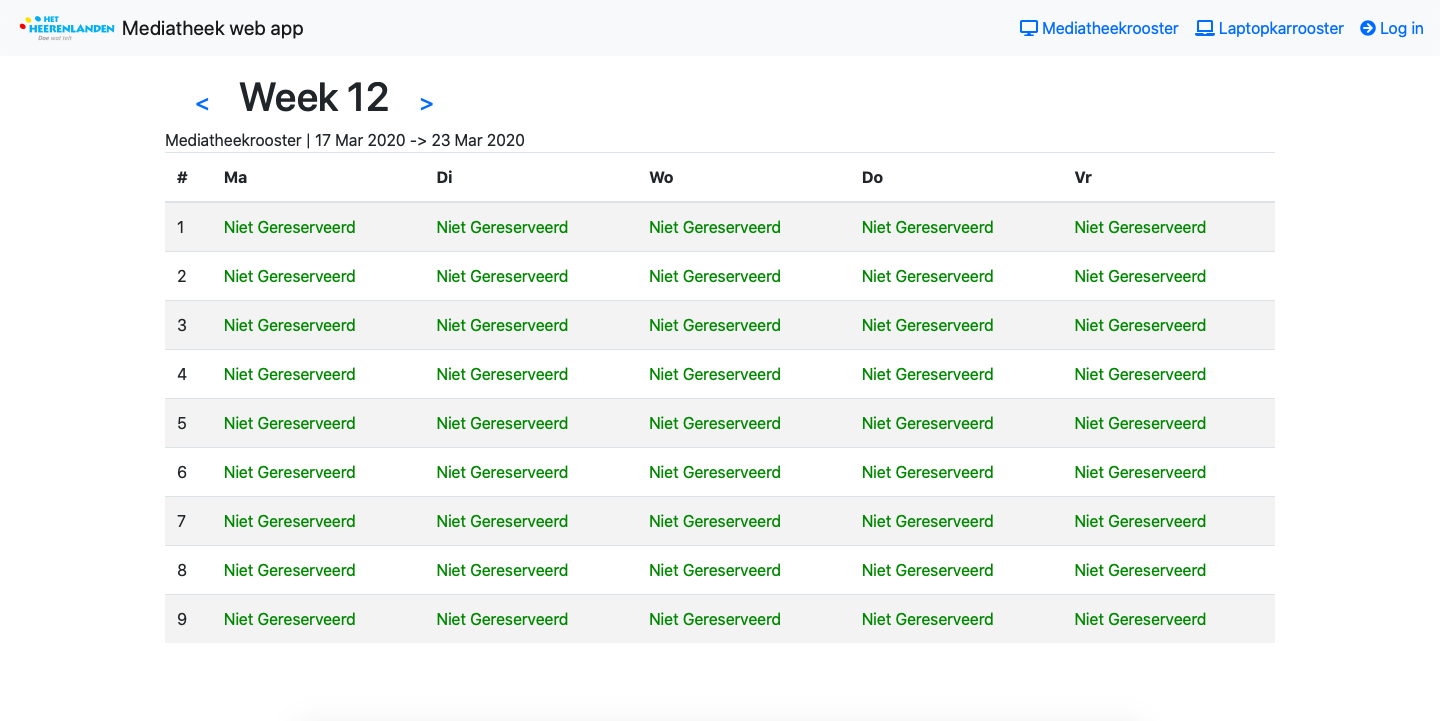 HET HEERENLANDEN Doe wat telt Mediatheek web app Mediatheekrooster Laptopkarrooster Log in
< Week 12 >
Mediatheekrooster | 17 Mar 2020 -> 23 Mar 2020
# Ma Di Wo Do Vr
1 Niet Gereserveerd Niet Gereserveerd Niet Gereserveerd Niet Gereserveerd Niet Gereserveerd
2 Niet Gereserveerd Niet Gereserveerd Niet Gereserveerd Niet Gereserveerd Niet Gereserveerd
3 Niet Gereserveerd Niet Gereserveerd Niet Gereserveerd Niet Gereserveerd Niet Gereserveerd
4 Niet Gereserveerd Niet Gereserveerd Niet Gereserveerd Niet Gereserveerd Niet Gereserveerd
5 Niet Gereserveerd Niet Gereserveerd Niet Gereserveerd Niet Gereserveerd Niet Gereserveerd
6 Niet Gereserveerd Niet Gereserveerd Niet Gereserveerd Niet Gereserveerd Niet Gereserveerd
7 Niet Gereserveerd Niet Gereserveerd Niet Gereserveerd Niet Gereserveerd Niet Gereserveerd
8 Niet Gereserveerd Niet Gereserveerd Niet Gereserveerd Niet Gereserveerd Niet Gereserveerd
9 Niet Gereserveerd Niet Gereserveerd Niet Gereserveerd Niet Gereserveerd Niet Gereserveerd